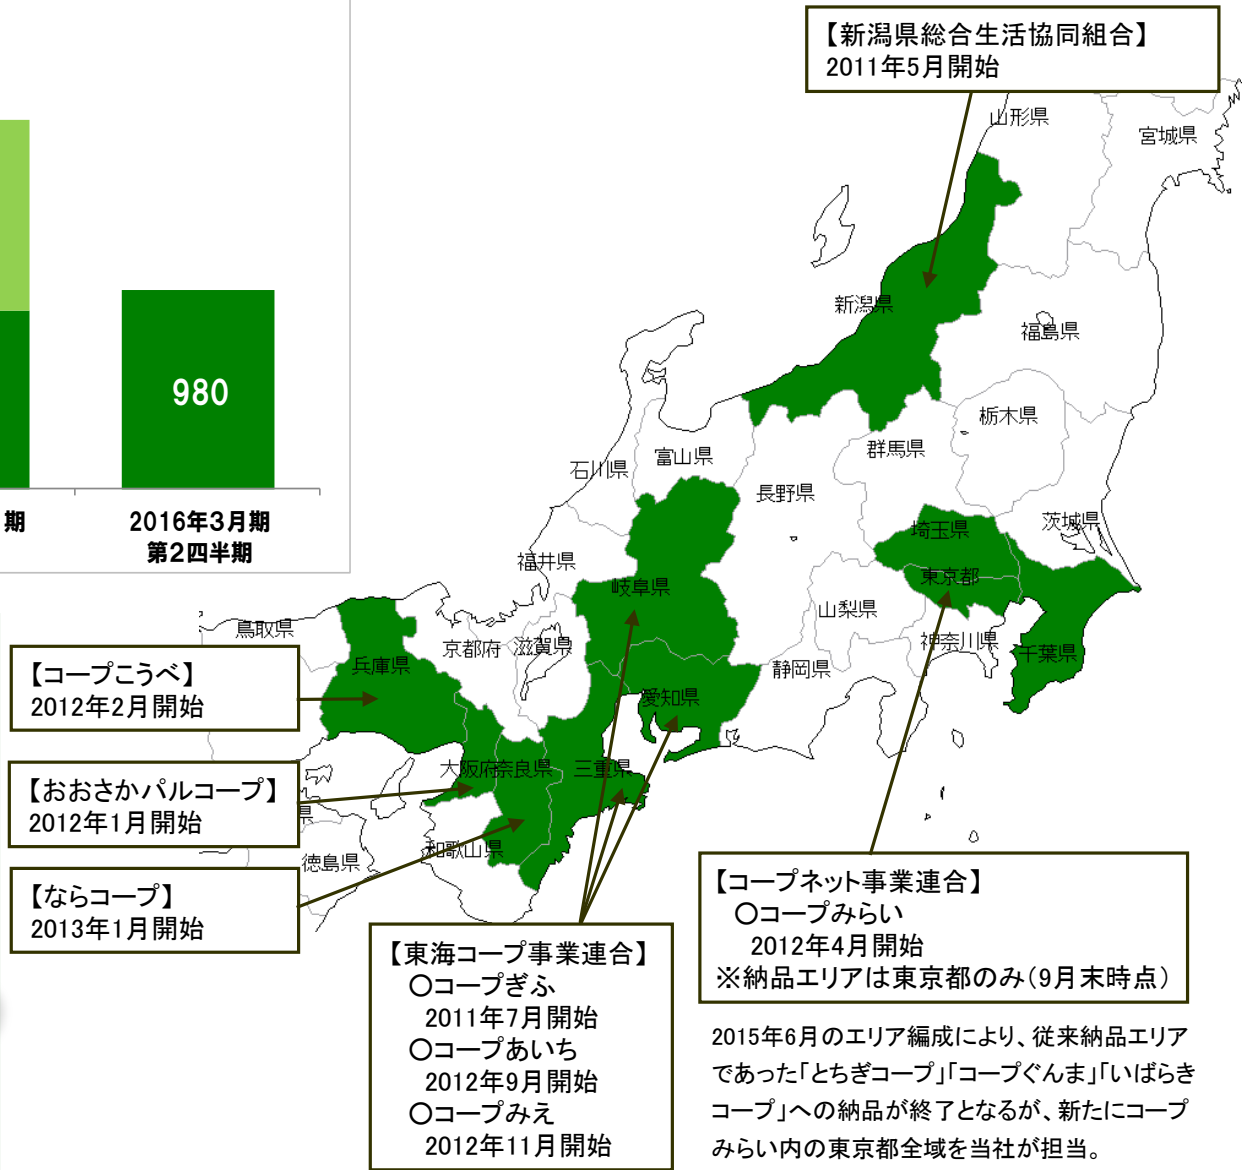 【新潟県総合生活協同組合】
2011年5月開始
山形県
宮城県
新潟県
福島県
980
栃木県
群馬県
富山県
石川県
長野県
期
2016年3月期
第2四半期
茨城県
埼玉県
福井県
東京都
岐阜県
山梨県
鳥取県
京都府
滋賀県
神奈川県
千葉県
兵庫県
静岡県
愛知県
【コープこうべ】
2012年2月開始
大阪府
奈良県
三重県
【おおさかパルコープ】
2012年1月開始
県
徳島県
和歌山県
【ならコープ】
2013年1月開始
【東海コープ事業連合】
○コープぎふ
2011年7月開始
○コープあいち
2012年9月開始
○コープみえ
2012年11月開始
【コープネット事業連合】
○コープみらい
2012年4月開始
※納品エリアは東京都のみ（9月末時点）
2015年6月のエリア編成により、従来納品エリア
であった「とちぎコープ」「コープぐんま」「いばらき
コープ」への納品が終了となるが、新たにコープ
みらい内の東京都全域を当社が担当。